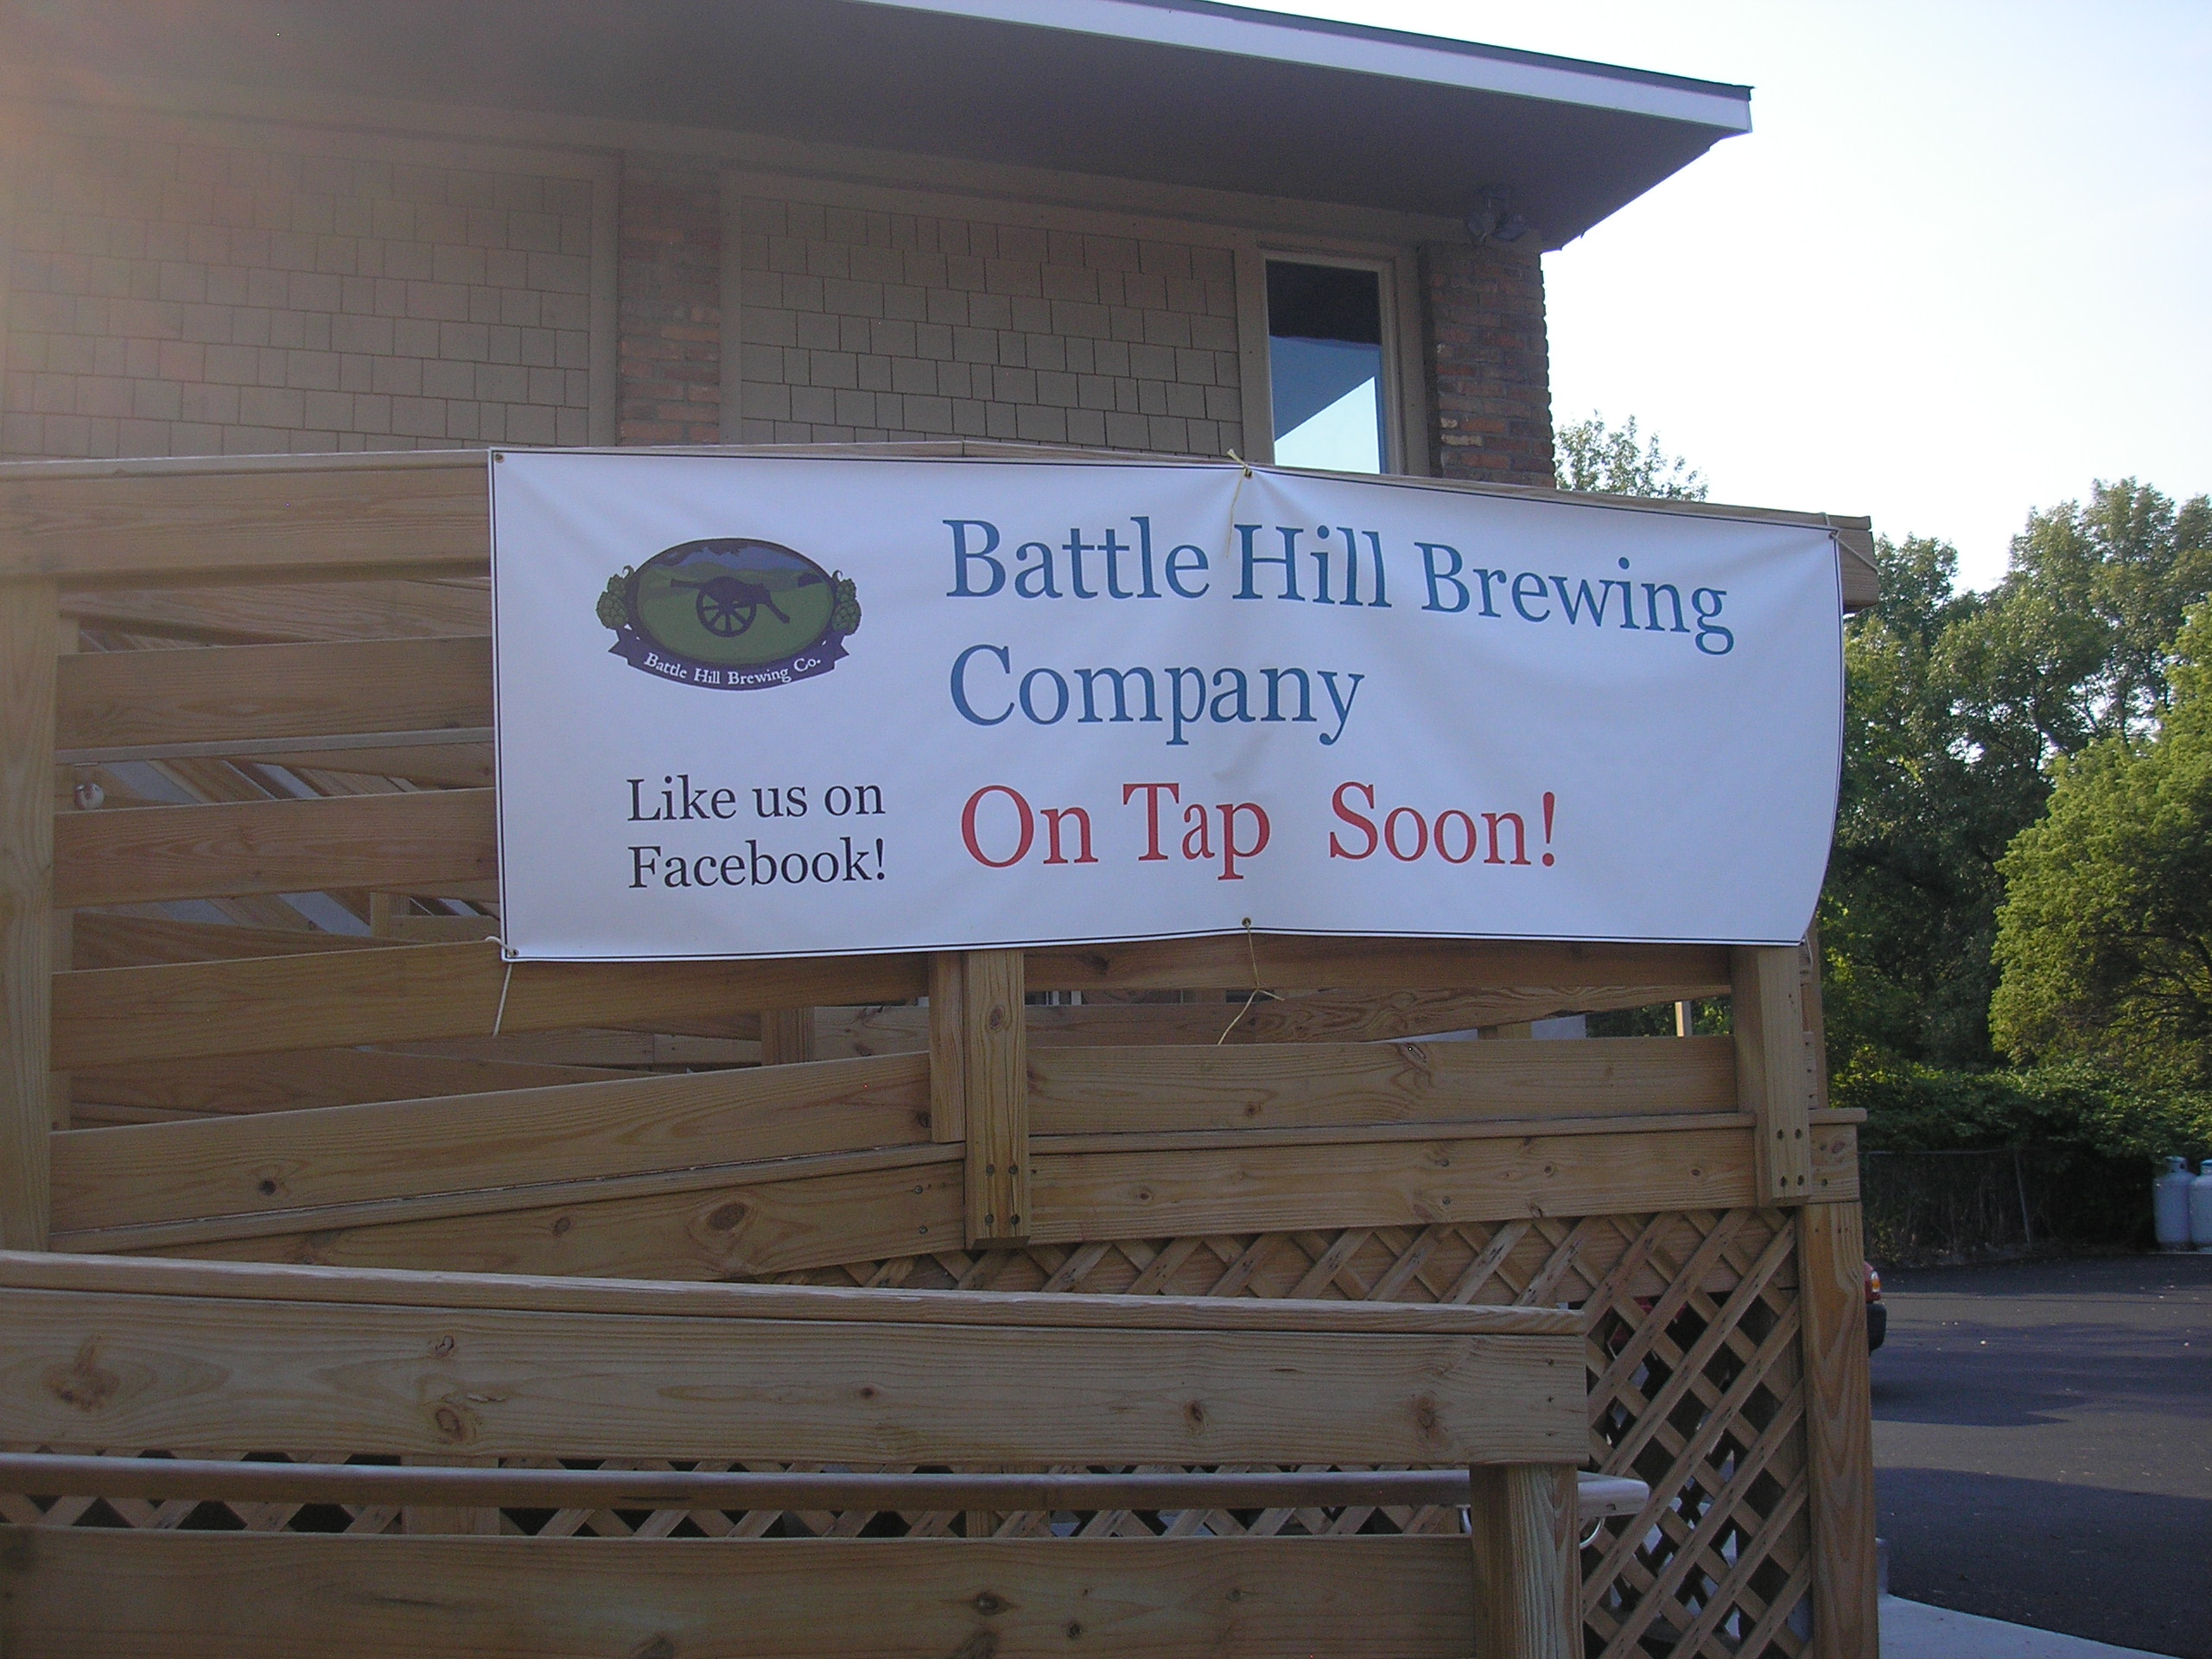 Battle Hill Brewing
Company
On Tap Soon!
Battle Hill Brewing Co.
Like us on
Facebook!